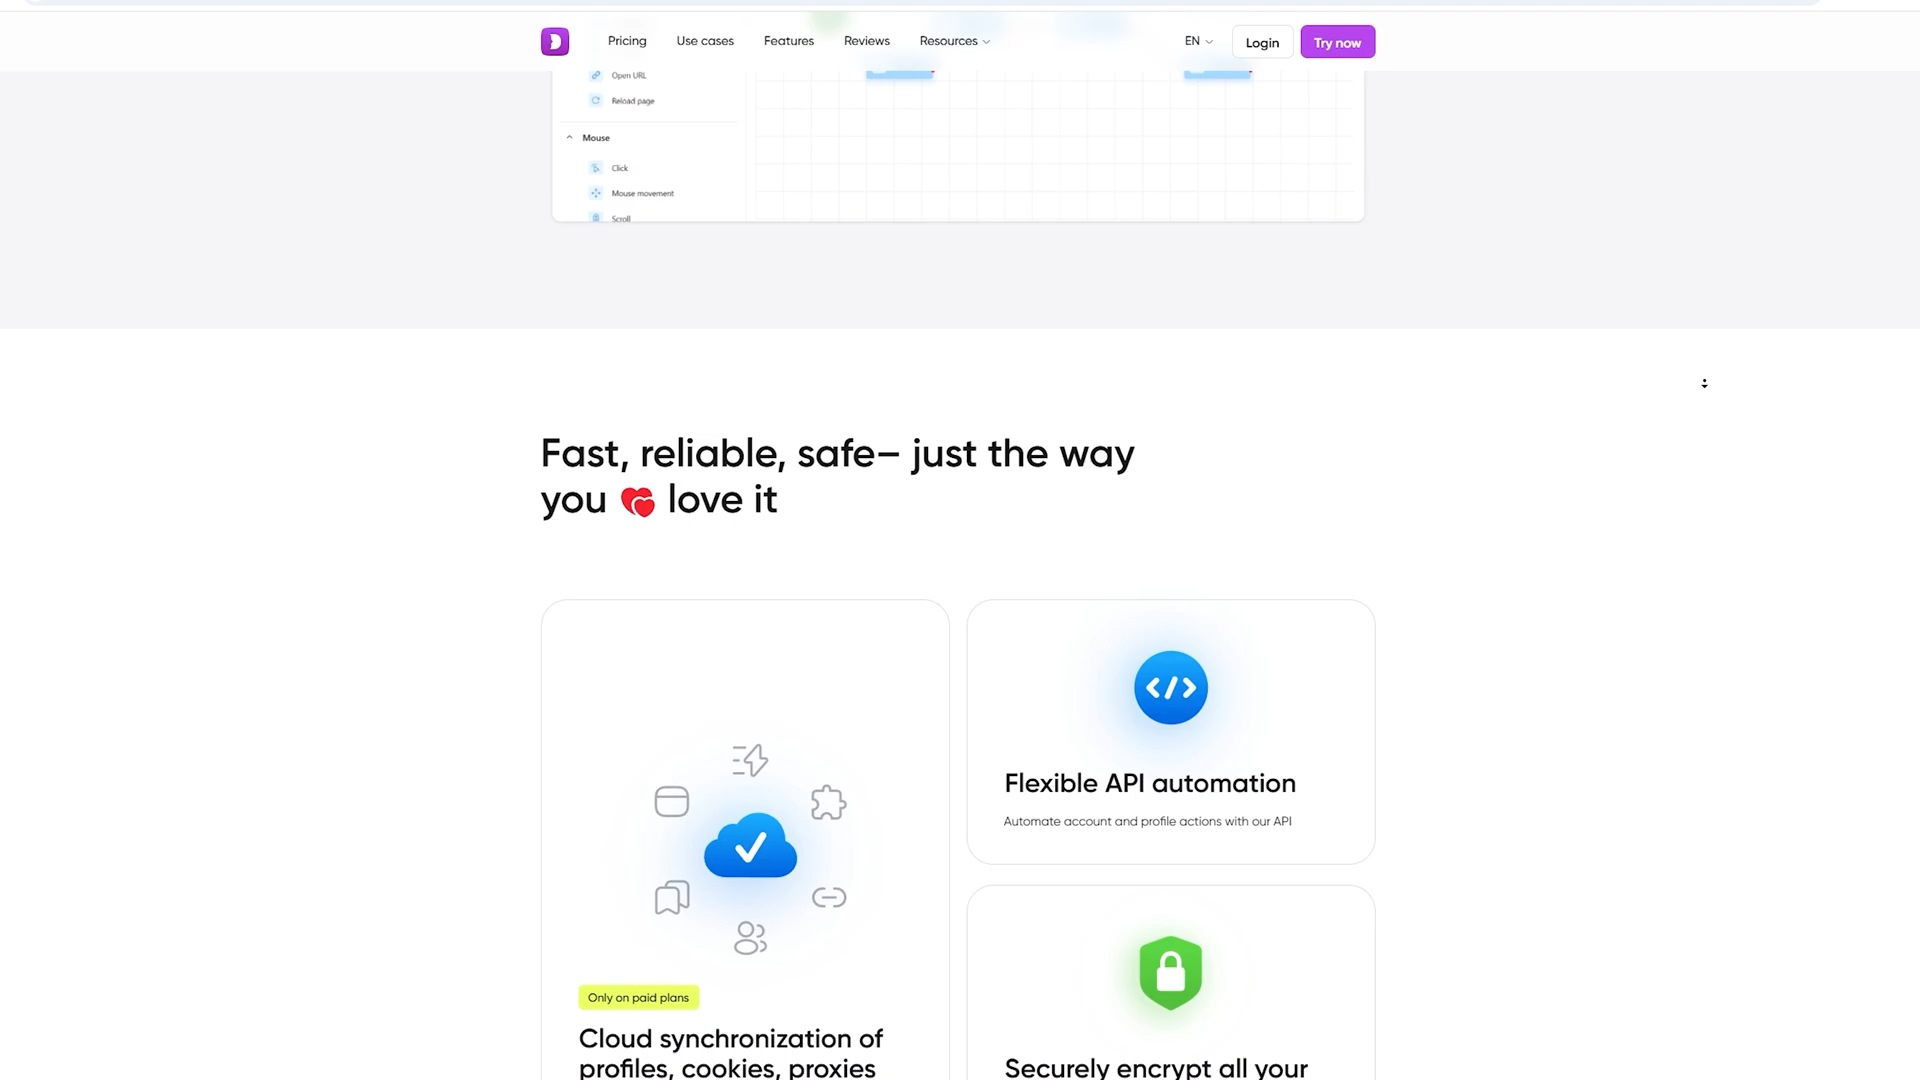 Pricing
Use cases
Features
Reviews
Resources
EN
Login
Try now
Open URL
Reload page
Mouse
Click
Mouse movement
Scroll
Fast, reliable, safe– just the way
you love it
Flexible API automation
Automate account and profile actions with our API
Only on paid plans
Cloud synchronization of
profiles, cookies, proxies
Securely encrypt all your